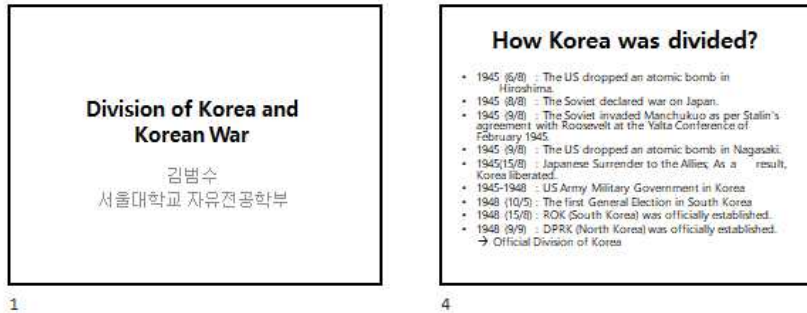 Division of Korea and
Korean War
김범수
서울대학교 자유전공학부
1
How Korea was divided?
• 1945 (6/8) : The US dropped an atomic bomb in
Hiroshima.
• 1945 (8/8) : The Soviet declared war on Japan.
• 1945 (9/8) : The Soviet invaded Manchukuo as per Stalin's
agreement with Roosevelt at the Yalta Conference of
February 1945.
• 1945 (9/8) : The US dropped an atomic bomb in Nagasaki.
• 1945(15/8) : Japanese Surrender to the Allies; As a result,
Korea liberated.
• 1945-1948 : US Army Military Government in Korea
• 1948 (10/5) : The first General Election in South Korea
• 1948 (15/8) : ROK (South Korea) was officially established.
• 1948 (9/9) : DPRK (North Korea) was officially established.
→ Official Division of Korea
4